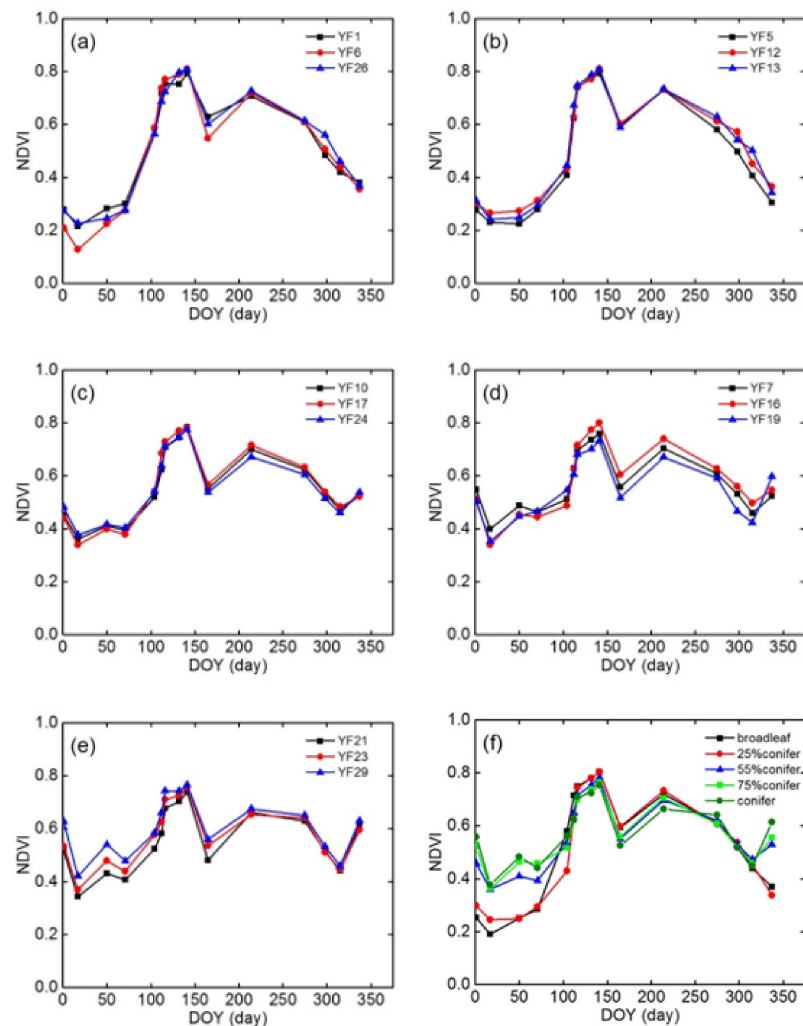 (a)
YF1
YF6
YF26
NDVI
1.0
0.8
0.6
0.4
0.2
0.0
0 50 100 150 200 250 300 350
DOY (day)
(b)
YF5
YF12
YF13
NDVI
1.0
0.8
0.6
0.4
0.2
0.0
0 50 100 150 200 250 300 350
DOY (day)
(c)
YF10
YF17
YF24
NDVI
1.0
0.8
0.6
0.4
0.2
0.0
0 50 100 150 200 250 300 350
DOY (day)
(d)
YF7
YF16
YF19
NDVI
1.0
0.8
0.6
0.4
0.2
0.0
0 50 100 150 200 250 300 350
DOY (day)
(e)
YF21
YF23
YF29
NDVI
1.0
0.8
0.6
0.4
0.2
0.0
0 50 100 150 200 250 300 350
DOY (day)
(f)
broadleaf
25%conifer
55%conifer
75%conifer
conifer
NDVI
1.0
0.8
0.6
0.4
0.2
0.0
0 50 100 150 200 250 300 350
DOY (day)